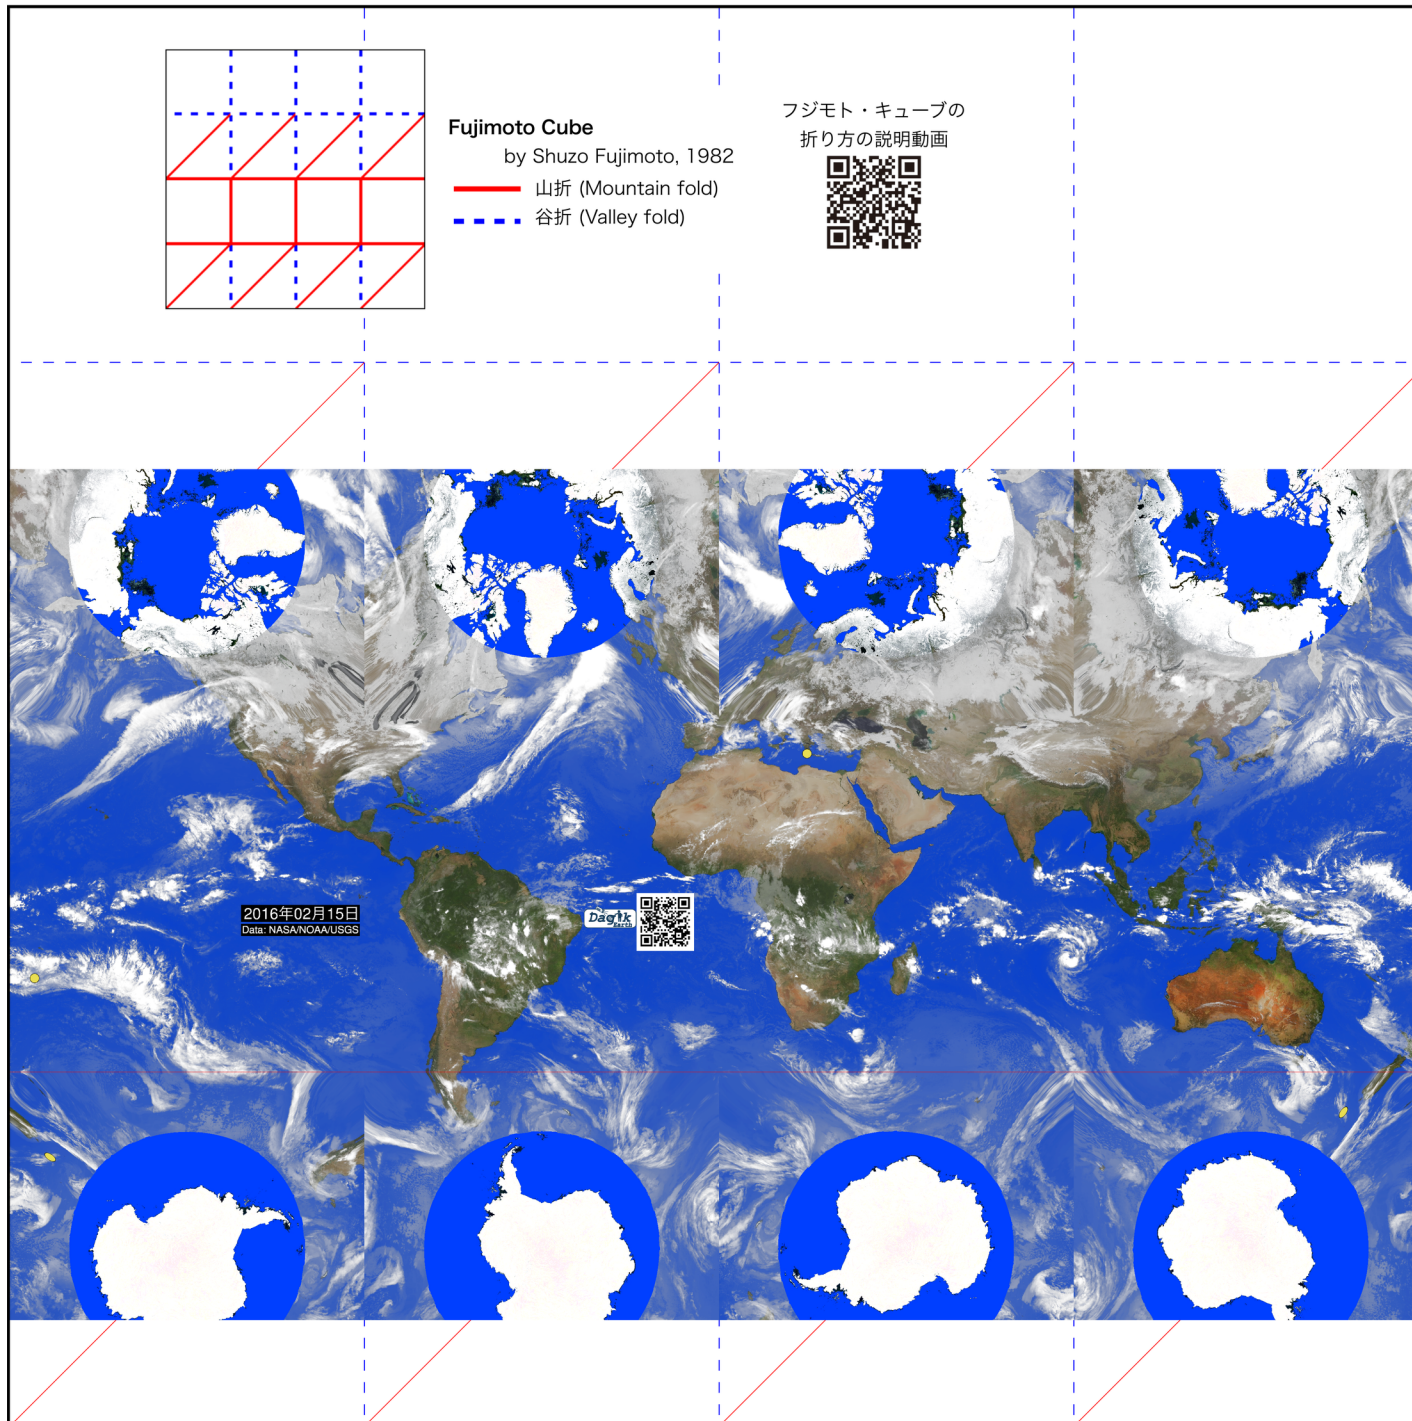 Fujimoto Cube
by Shuzo Fujimoto, 1982
山折 (Mountain fold)
谷折 (Valley fold)
フジモト・キューブの
折り方の説明動画
2016年02月15日
Data: NASA/NOAA/USGS
Dagik
Earth